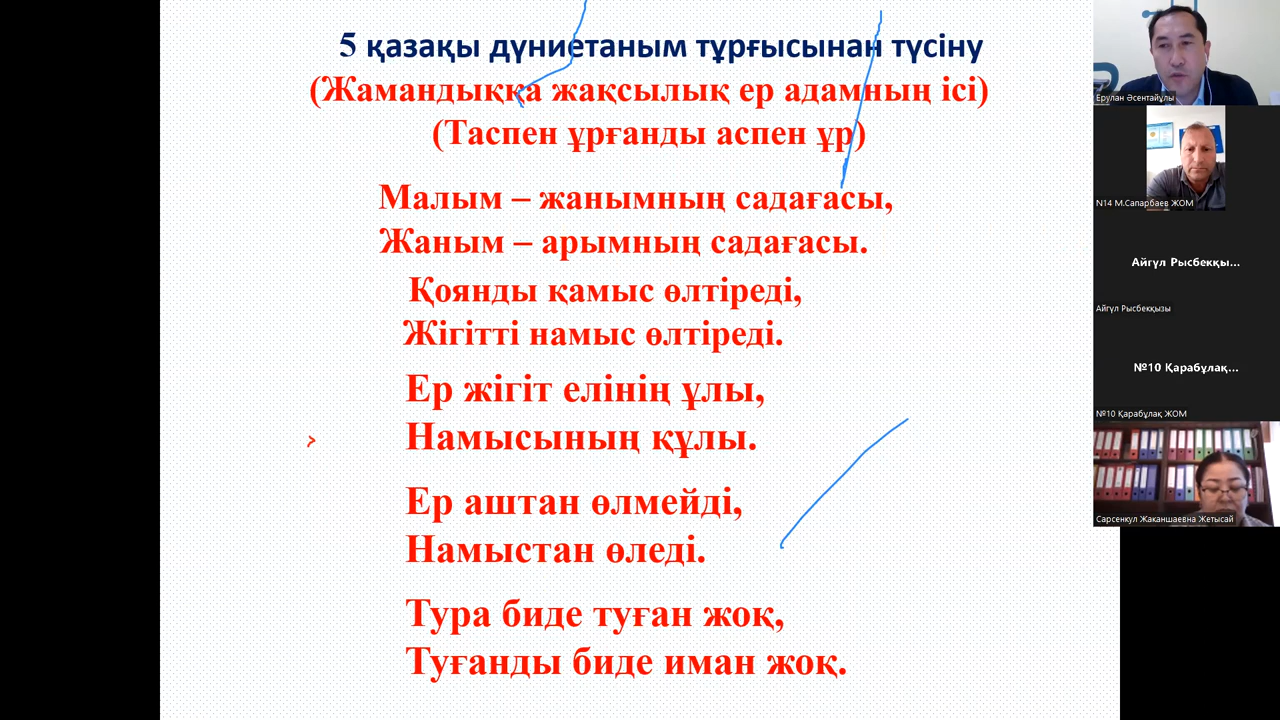 5 қазақы дүниетаным тұрғысынан түсіну
(Жамандыққа жақсылық ер адамның ісі)
(Таспен ұрғанды аспен ұр)
Малым – жанымның садағасы,
Жаным – арымның садағасы.
Қоянды қамыс өлтіреді,
Жігітті намыс өлтіреді.
Ер жігіт елінің ұлы,
Намысының құлы.
Ер аштан өлмейді,
Намыстан өледі.
Тура биде туған жоқ,
Туғанды биде иман жоқ.
Ерулан Әсентайұлы
N14 М.Сапарбаев ЖОМ
Айгүл Рысбекқы...
Айгүл Рысбекқызы
№10 Қарабұлақ...
№10 Қарабұлақ ЖОМ
Сарсенкул Жаканшаевна Жетысай